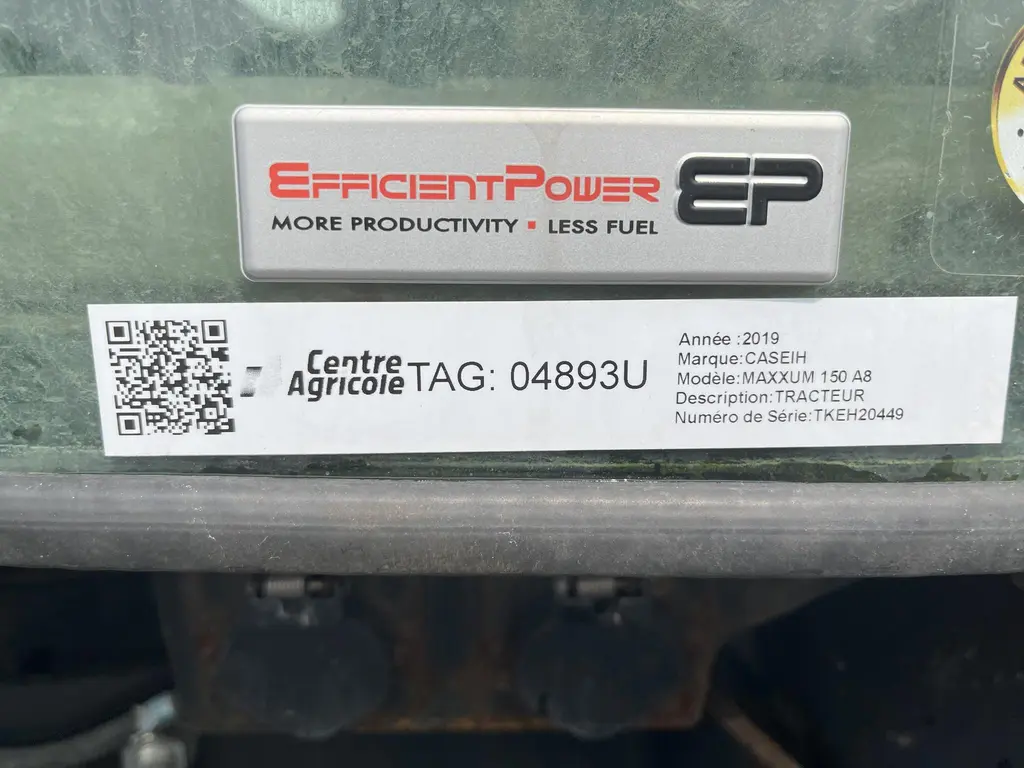 EFFICIENTPOWER EP
MORE PRODUCTIVITY ▪ LESS FUEL
Centre
Agricole
TAG: 04893U
Année :2019
Marque:CASEIH
Modèle:MAXXUM 150 A8
Description:TRACTEUR
Numéro de Série:TKEH20449